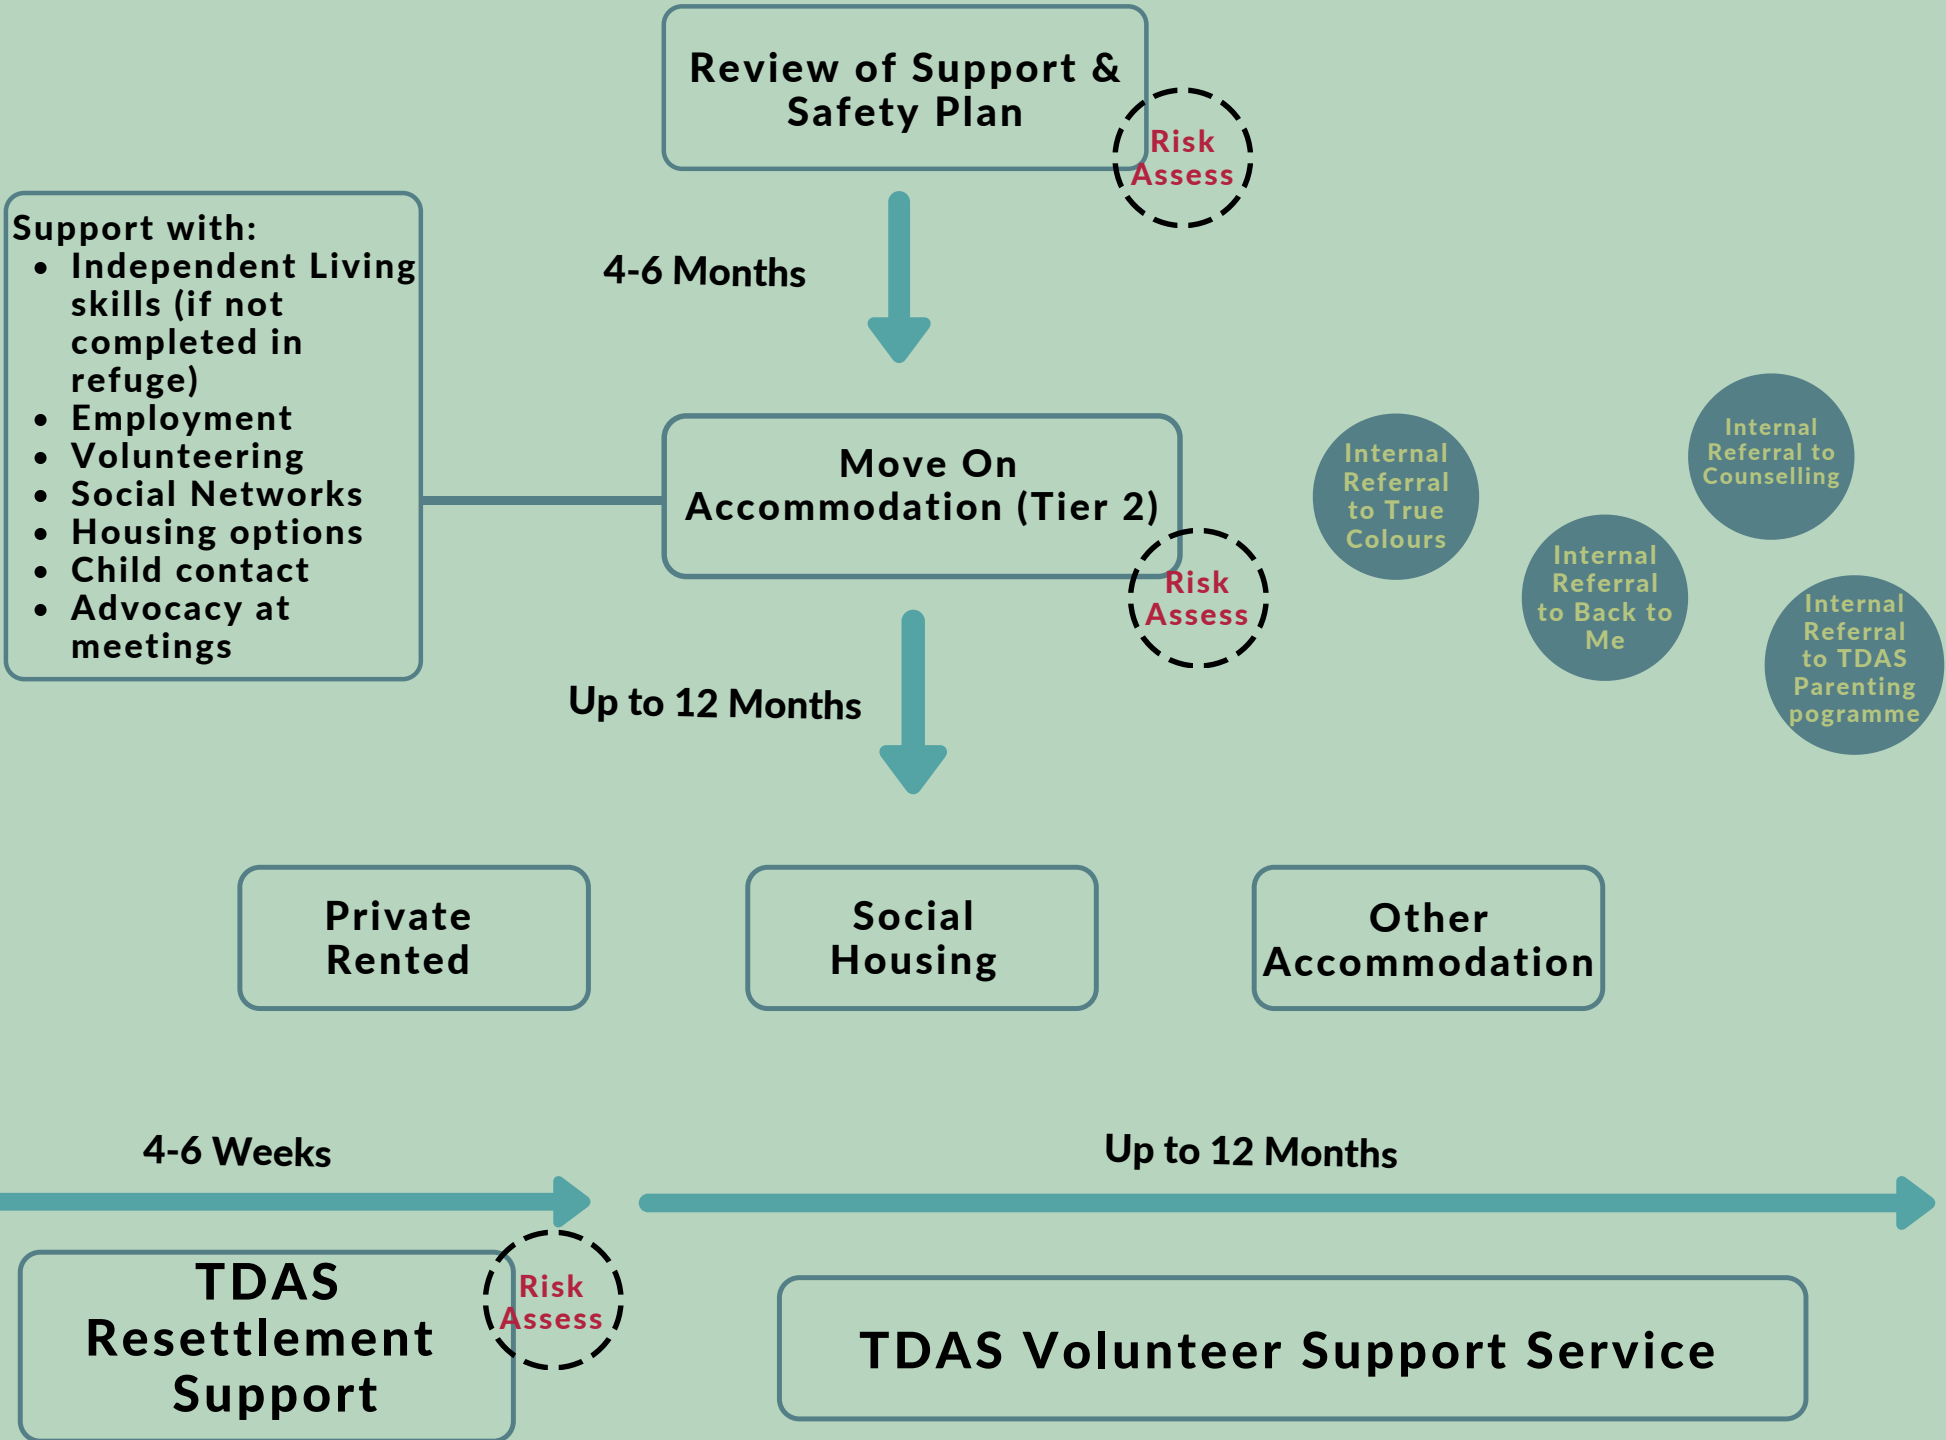 Review of Support &
Safety Plan
Risk
Assess
Support with:
• Independent Living
skills (if not
completed in
refuge)
• Employment
• Volunteering
• Social Networks
• Housing options
• Child contact
• Advocacy at
meetings
4-6 Months
Move On
Accommodation (Tier 2)
Risk
Assess
Internal
Referral
to True
Colours
Internal
Referral to
Counselling
Internal
Referral
to Back to
Me
Internal
Referral
to TDAS
Parenting
pogramme
Up to 12 Months
Private
Rented
Social
Housing
Other
Accommodation
4-6 Weeks
Up to 12 Months
TDAS
Resettlement
Support
Risk
Assess
TDAS Volunteer Support Service